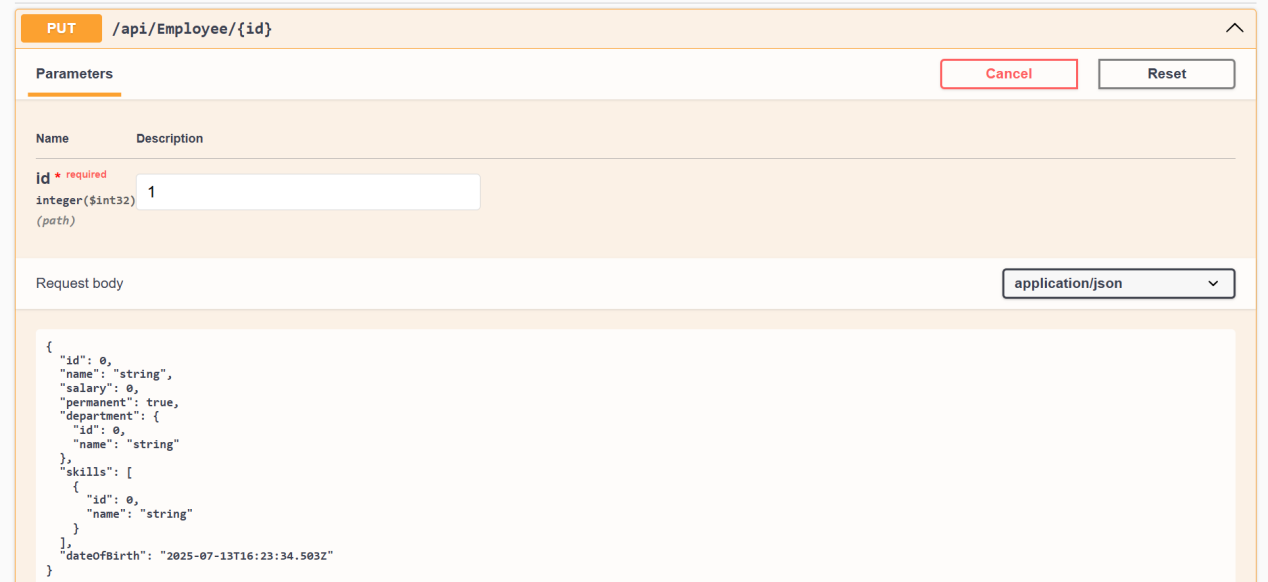 PUT /api/Employee/{id}
Parameters Cancel Reset
Name Description
id * required
integer($int32)
(path)
1
Request body application/json
{
  "id": 0,
  "name": "string",
  "salary": 0,
  "permanent": true,
  "department": {
    "id": 0,
    "name": "string"
  },
  "skills": [
    {
      "id": 0,
      "name": "string"
    }
  ],
  "dateOfBirth": "2025-07-13T16:23:34.503Z"
}